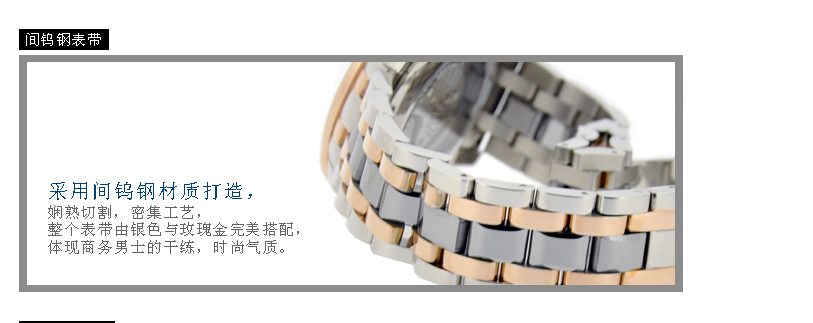 间钨钢表带
采用间钨钢材质打造，
娴熟切割，密集工艺，
整个表带由银色与玫瑰金完美搭配，
体现商务男士的干练，时尚气质。